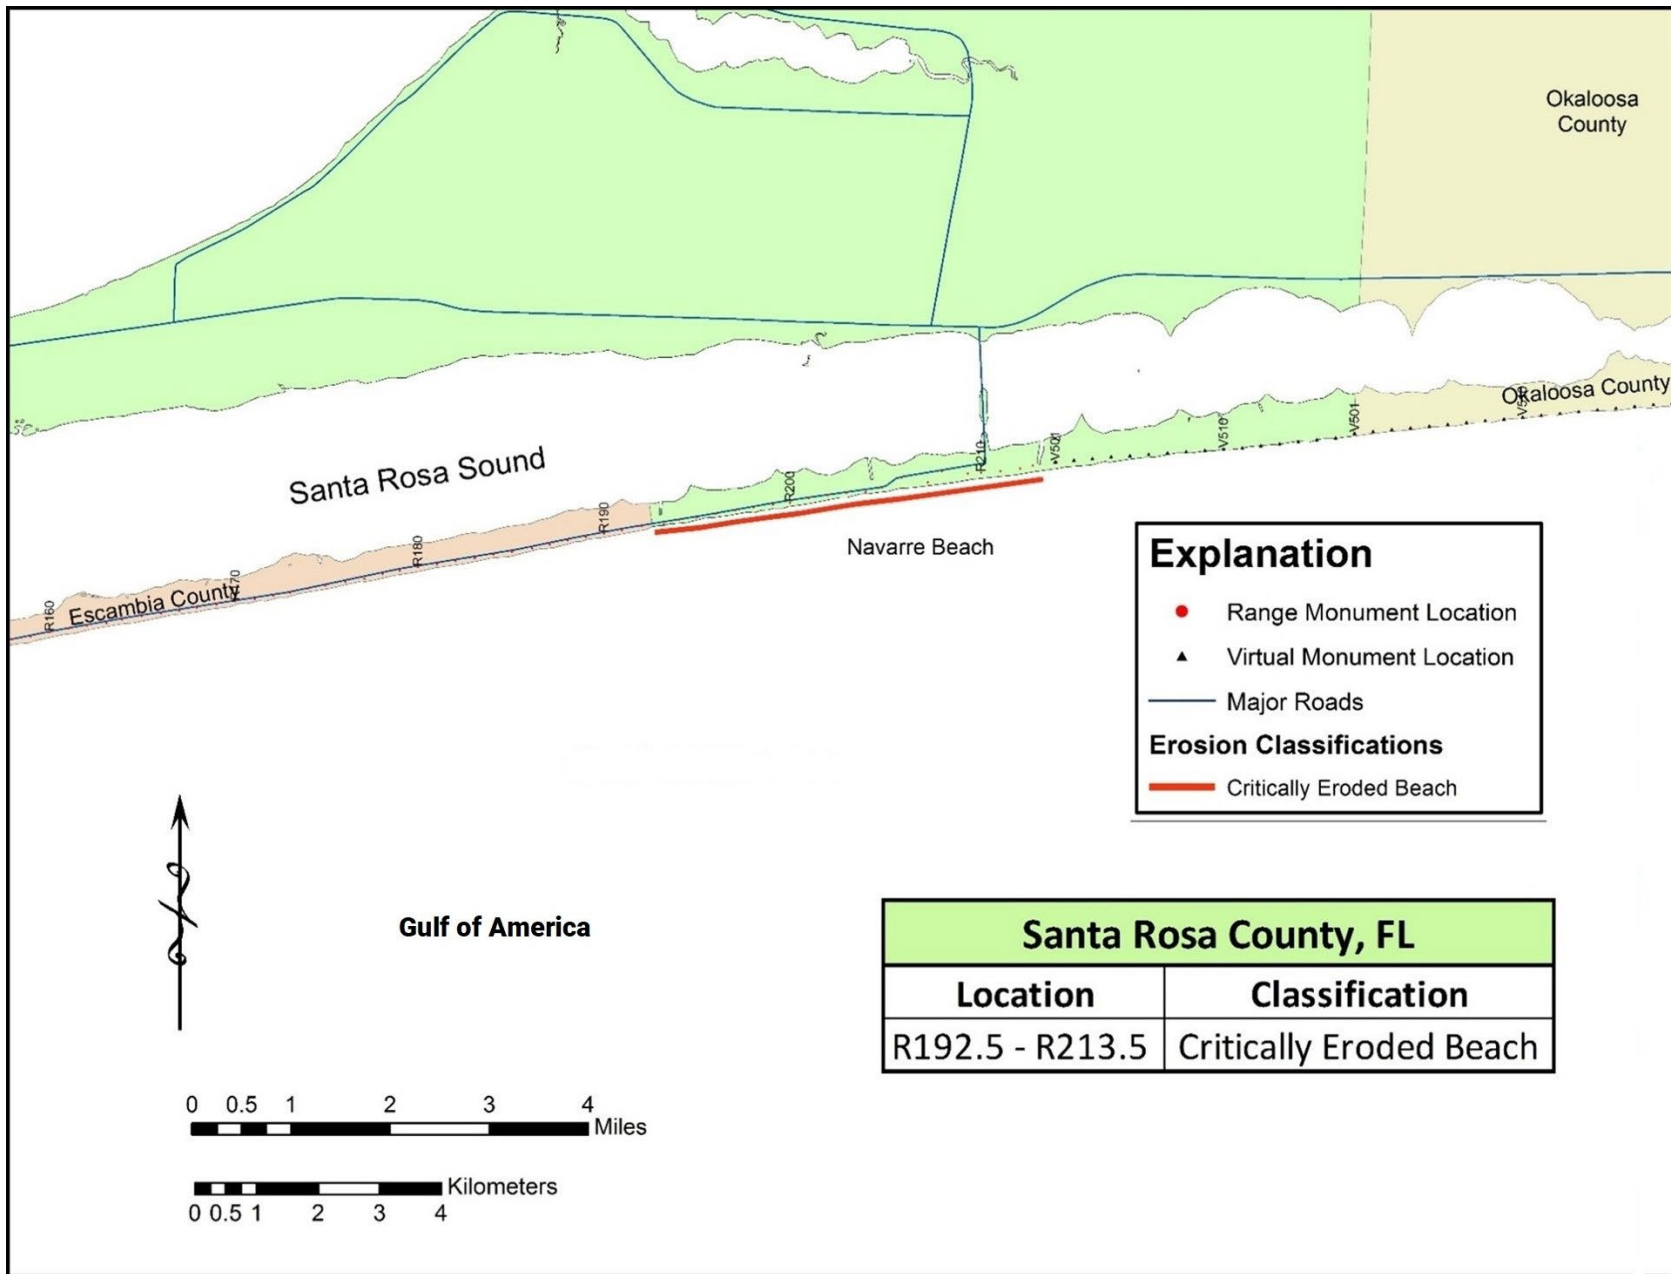 Okaloosa
County
Okaloosa County
V501
V510
V501
R210
R200
R190
R180
R160
Santa Rosa Sound
Escambia County
Navarre Beach
Explanation
Range Monument Location
Virtual Monument Location
Major Roads
Erosion Classifications
Critically Eroded Beach
Gulf of America
Santa Rosa County, FL
Location Classification
R192.5 - R213.5 Critically Eroded Beach
0 0.5 1 2 3 4
Miles
Kilometers
0 0.5 1 2 3 4